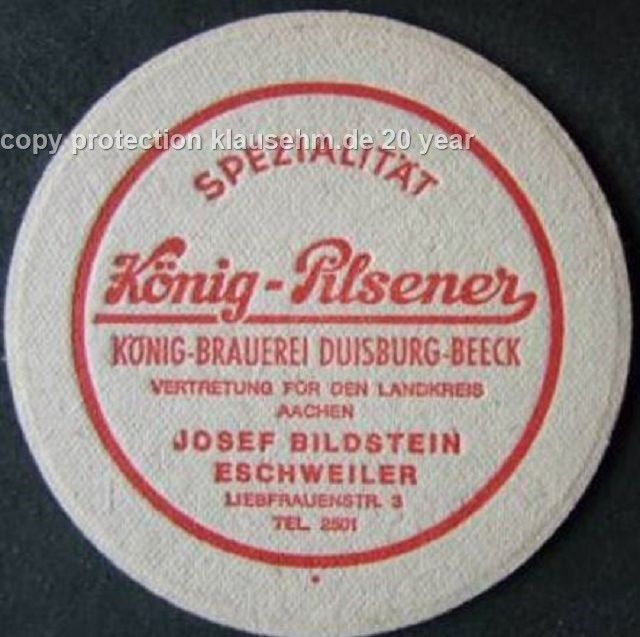 copy protection klausehm.de 20 year
SPEZIALITÄT
König-Pilsener
KÖNIG-BRAUEREI DUISBURG-BEECK
VERTRETUNG FÜR DEN LANDKREIS
AACHEN
JOSEF BILDSTEIN
ESCHWEILER
LIEBFRAUENSTR. 3
TEL. 2501